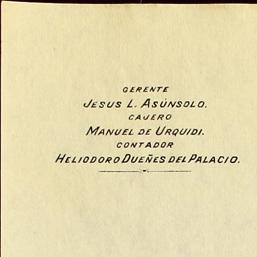 GERENTE
JESUS L. ASÚNSOLO.
CAJERO
MANUEL DE URQUIDI.
CONTADOR
HELIODORO DUEÑES DEL PALACIO.